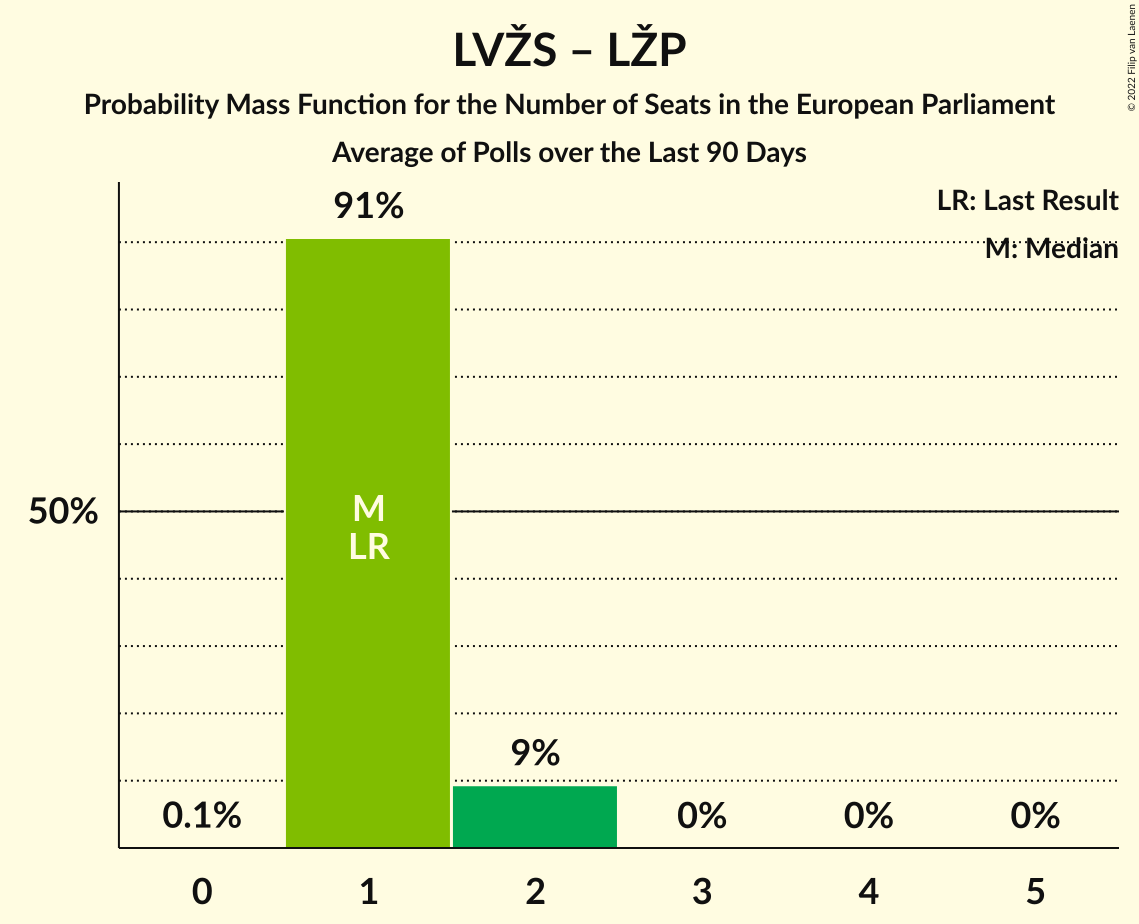 LVŽS – LŽP
Probability Mass Function for the Number of Seats in the European Parliament
Average of Polls over the Last 90 Days
© 2022 Filip van Laenen
LR: Last Result
M: Median
91%
50%
M
LR
9%
0.1%
0%
0%
0%
0
1
2
3
4
5